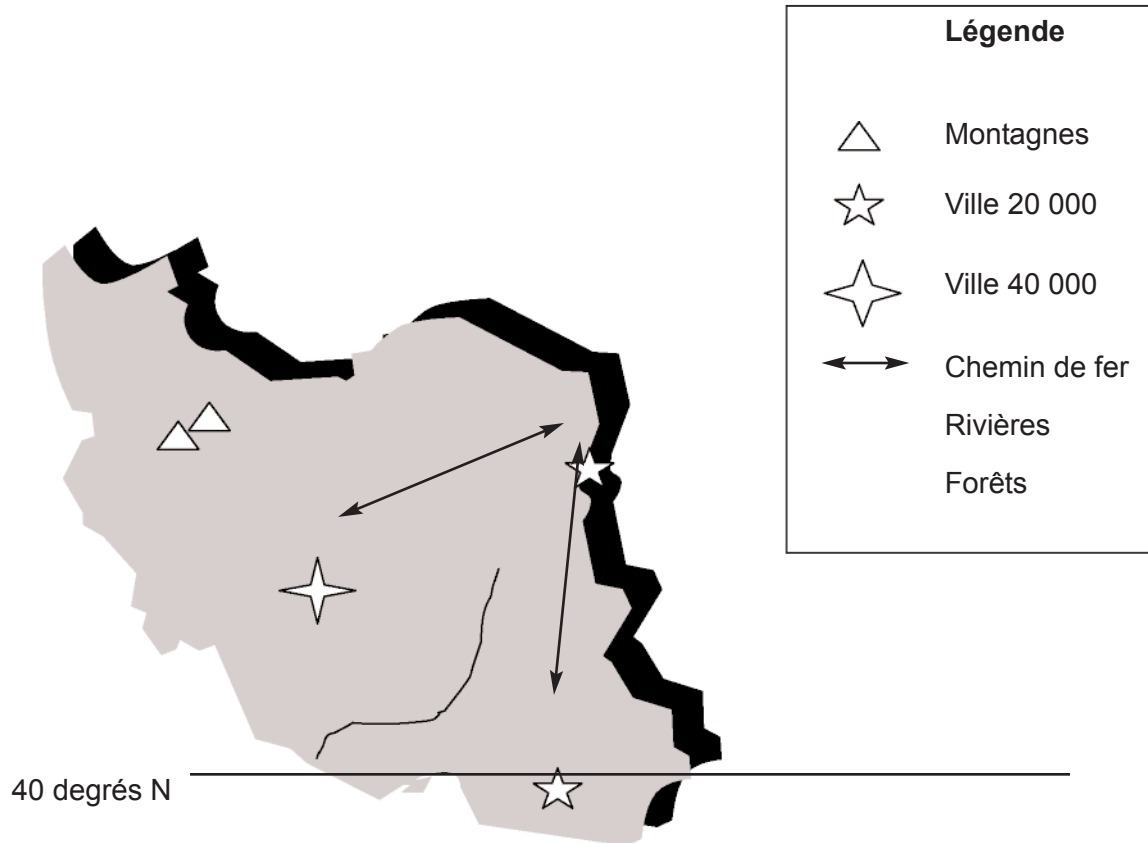 Légende
Montagnes
Ville 20 000
Ville 40 000
Chemin de fer
Rivières
Forêts
40 degrés N